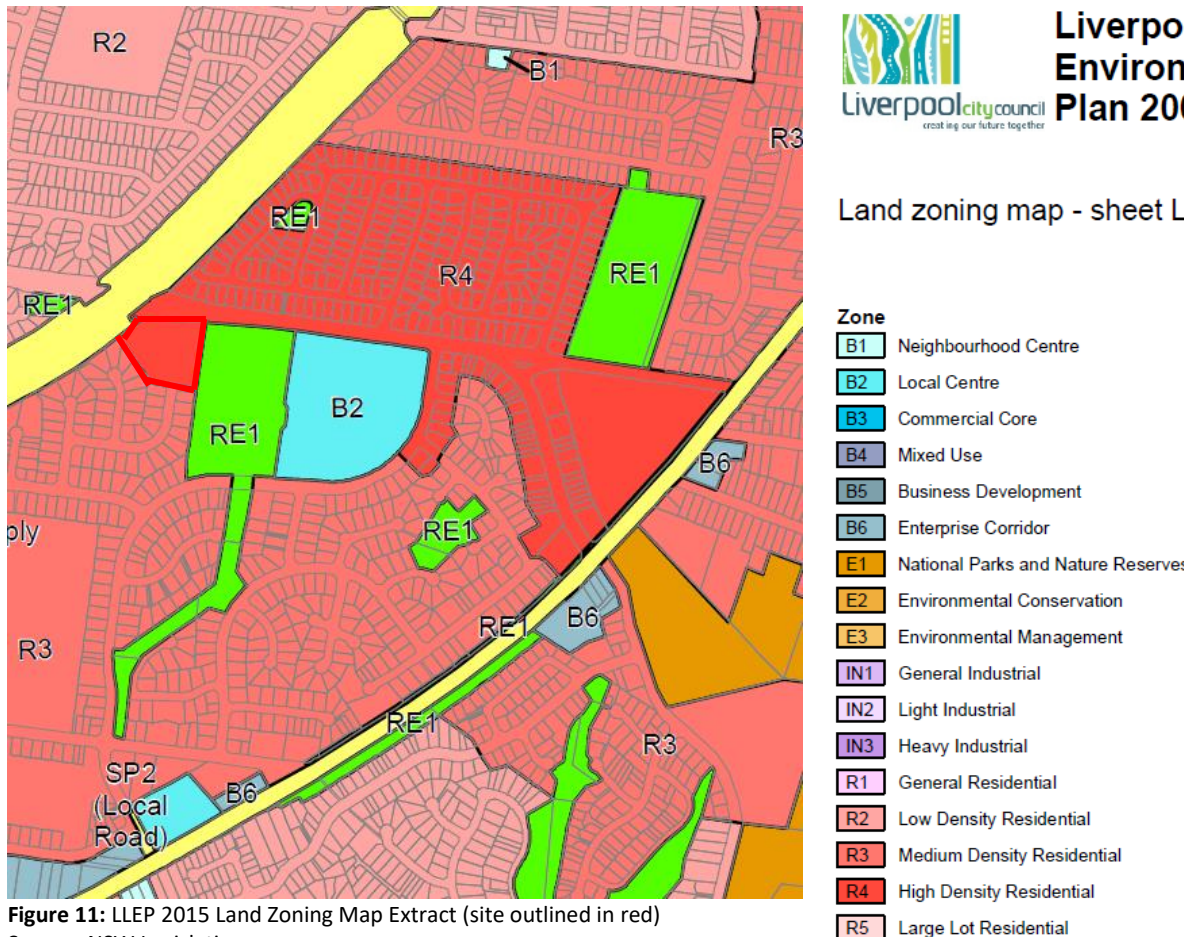 R2
B1
R3
RE1
R4
RE1
RE1
B2
RE1
B6
RE1
ply
RE1
B6
R3
RE1
R3
SP2
(Local
Road)
B6
Figure 11: LLEP 2015 Land Zoning Map Extract (site outlined in red)
Liverpool city council
creating our future together
Liverpo
Environ
Plan 200
Land zoning map - sheet L
Zone
B1 Neighbourhood Centre
B2 Local Centre
B3 Commercial Core
B4 Mixed Use
B5 Business Development
B6 Enterprise Corridor
E1 National Parks and Nature Reserves
E2 Environmental Conservation
E3 Environmental Management
IN1 General Industrial
IN2 Light Industrial
IN3 Heavy Industrial
R1 General Residential
R2 Low Density Residential
R3 Medium Density Residential
R4 High Density Residential
R5 Large Lot Residential